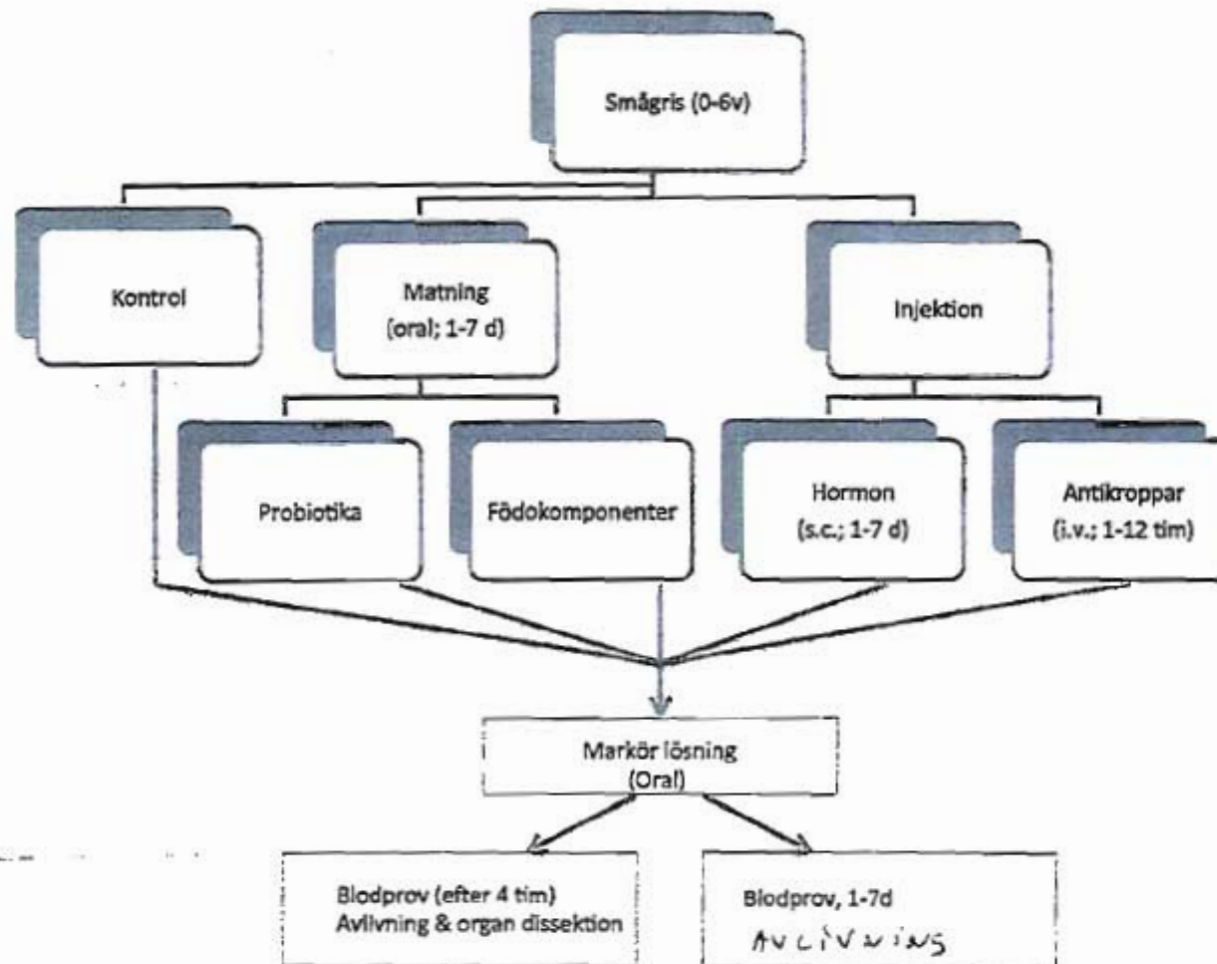 Smågris (0-6v)
Kontrol
Matning
(oral; 1-7 d)
Injektion
Probiotika
Födokomponenter
Hormon
(s.c.; 1-7 d)
Antikroppar
(i.v.; 1-12 tim)
Markör lösning
(Oral)
Blodprov (efter 4 tim)
Avlivning & organ dissektion
Blodprov, 1-7d
AVLIVNING